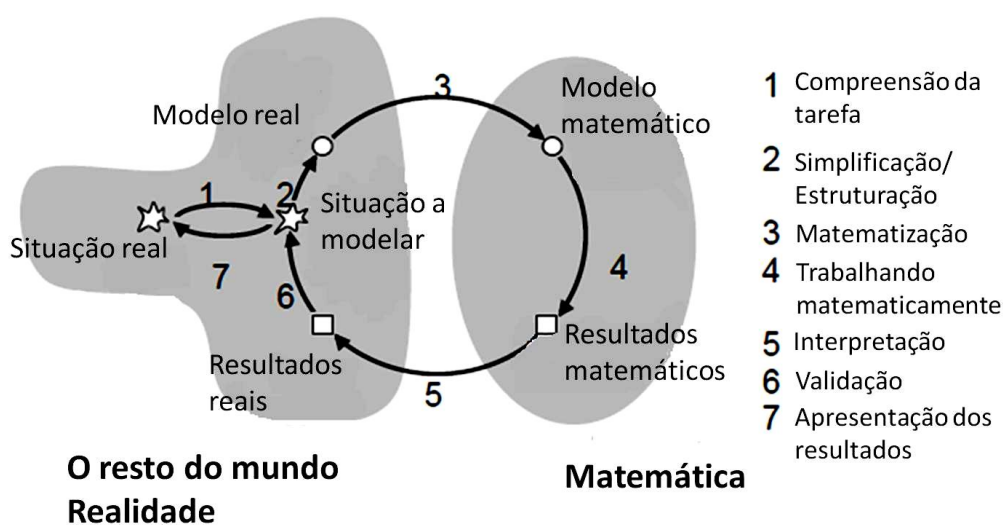 Modelo real
3
Modelo
matemático
1
2
Situação a
modelar
Situação real
7
6
4
Resultados
reais
5
Resultados
matemáticos
O resto do mundo
Realidade
Matemática
1 Compreensão da
tarefa
2 Simplificação/
Estruturação
3 Matematização
4 Trabalhando
matematicamente
5 Interpretação
6 Validação
7 Apresentação dos
resultados